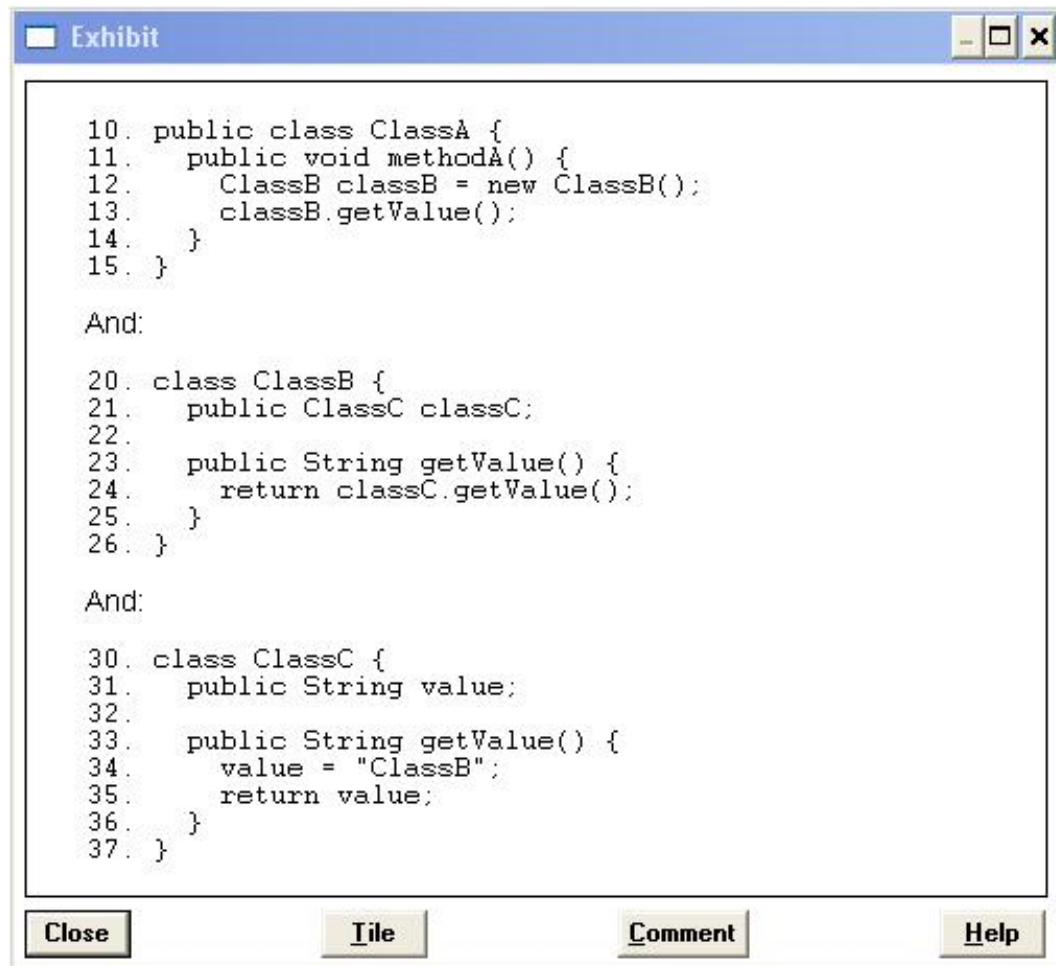 Exhibit
10. public class ClassA {
11.   public void methodA() {
12.     ClassB classB = new ClassB();
13.     classB.getValue();
14.   }
15. }
And:
20. class ClassB {
21.   public ClassC classC;
22.
23.   public String getValue() {
24.     return classC.getValue();
25.   }
26. }
And:
30. class ClassC {
31.   public String value;
32.
33.   public String getValue() {
34.     value = "ClassB";
35.     return value;
36.   }
37. }
Close Tile Comment Help